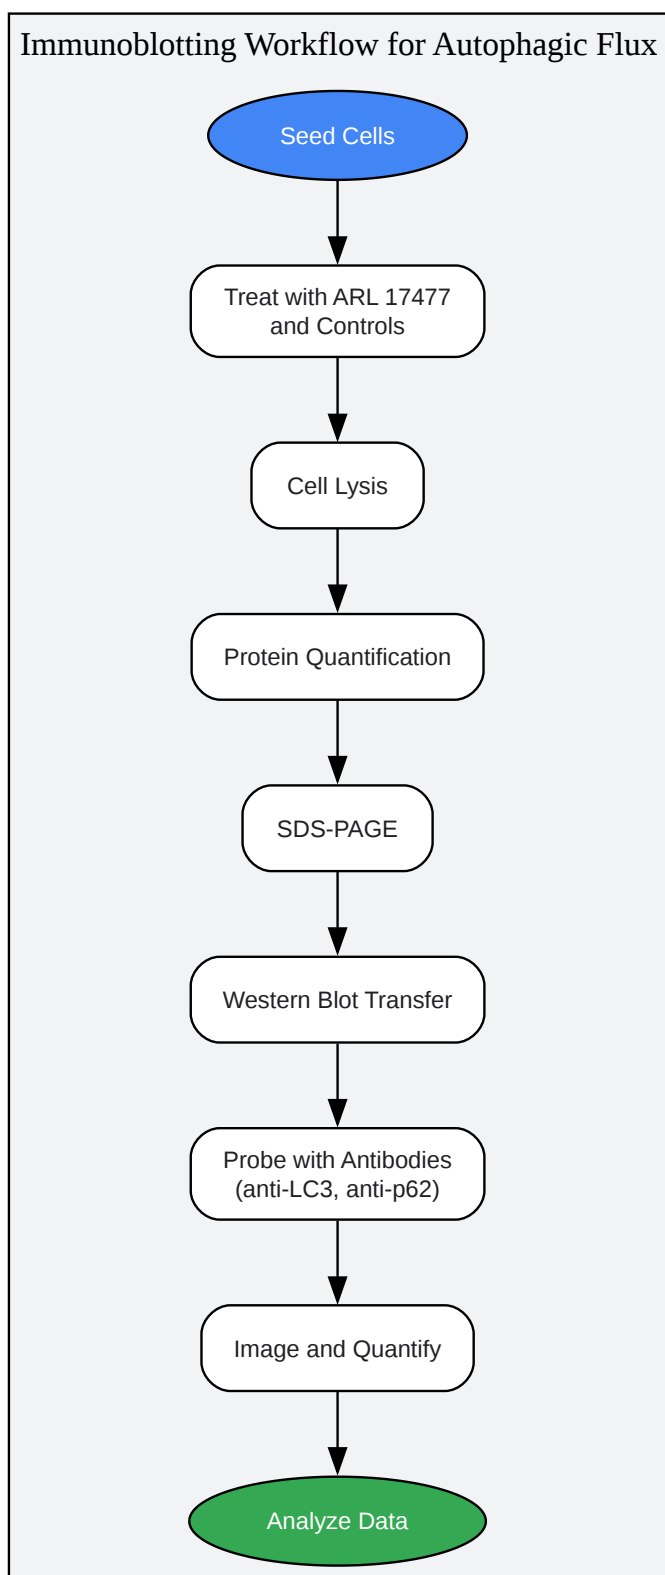 Immunoblotting Workflow for Autophagic Flux
Seed Cells
Treat with ARL 17477
and Controls
Cell Lysis
Protein Quantification
SDS-PAGE
Western Blot Transfer
Probe with Antibodies
(anti-LC3, anti-p62)
Image and Quantify
Analyze Data